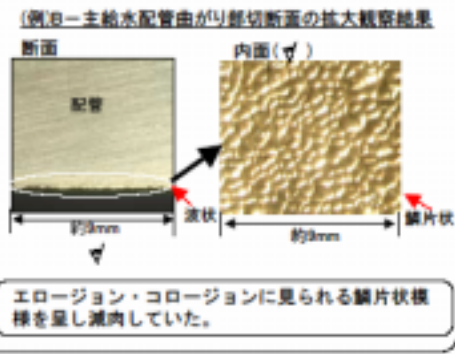 (例)B－主給水配管曲がり部切断面の拡大観察結果
断面
内面( )
配管
波状
鱗片状
約9mm
約9mm
エロージョン・コロージョンに見られる鱗片状模
様を呈し減肉していた。